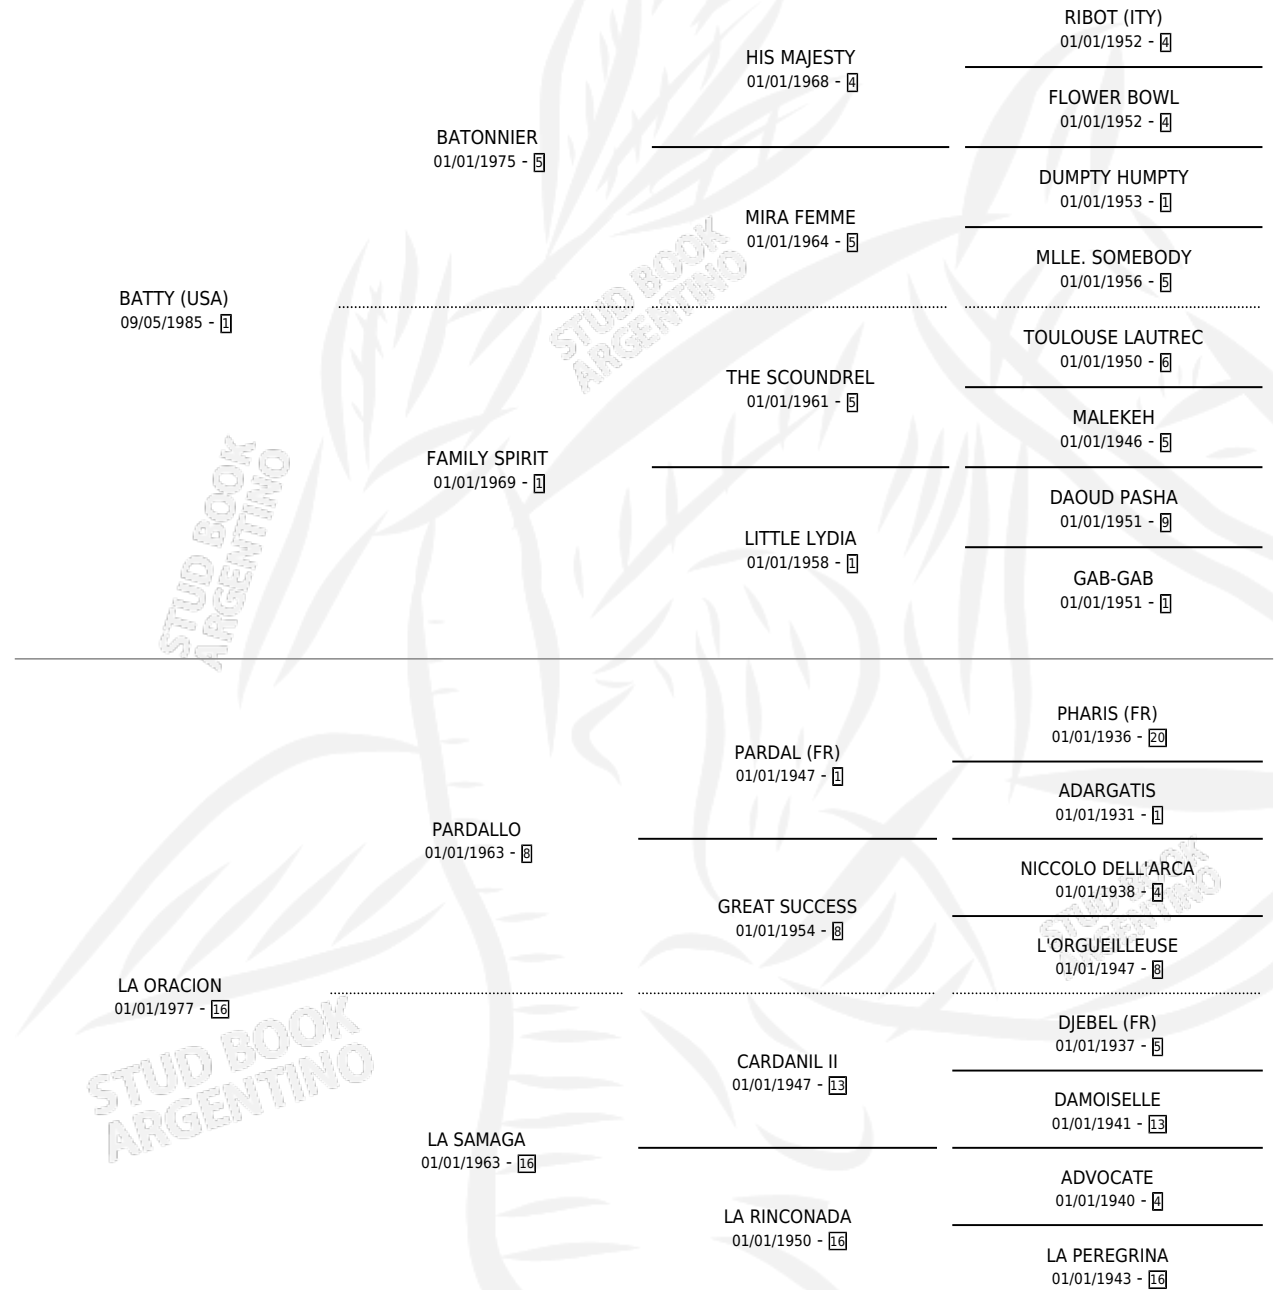 RIBOT (ITY)
01/01/1952 - 4
HIS MAJESTY
01/01/1968 - 4
FLOWER BOWL
01/01/1952 - 4
BATONNIER
01/01/1975 - 5
DUMPTY HUMPTY
01/01/1953 - 1
MIRA FEMME
01/01/1964 - 5
MLLE. SOMEBODY
01/01/1956 - 5
BATTY (USA)
09/05/1985 - 1
TOULOUSE LAUTREC
01/01/1950 - 6
THE SCOUNDREL
01/01/1961 - 5
MALEKEH
01/01/1946 - 5
FAMILY SPIRIT
01/01/1969 - 1
DAOUD PASHA
01/01/1951 - 9
LITTLE LYDIA
01/01/1958 - 1
GAB-GAB
01/01/1951 - 1
PHARIS (FR)
01/01/1936 - 20
PARDAL (FR)
01/01/1947 - 1
ADARGATIS
01/01/1931 - 1
PARDALLO
01/01/1963 - 8
NICCOLO DELL'ARCA
01/01/1938 - 4
GREAT SUCCESS
01/01/1954 - 8
L'ORGUEILLEUSE
01/01/1947 - 8
LA ORACION
01/01/1977 - 16
DJEBEL (FR)
01/01/1937 - 5
CARDANIL II
01/01/1947 - 13
DAMOISELLE
01/01/1941 - 13
LA SAMAGA
01/01/1963 - 16
ADVOCATE
01/01/1940 - 4
LA RINCONADA
01/01/1950 - 16
LA PEREGRINA
01/01/1943 - 16
STUD BOOK
ARGENTINO
STUD BOOK
ARGENTINO
STUD BOOK
ARGENTINO
STUD BOOK
ARGENTINO